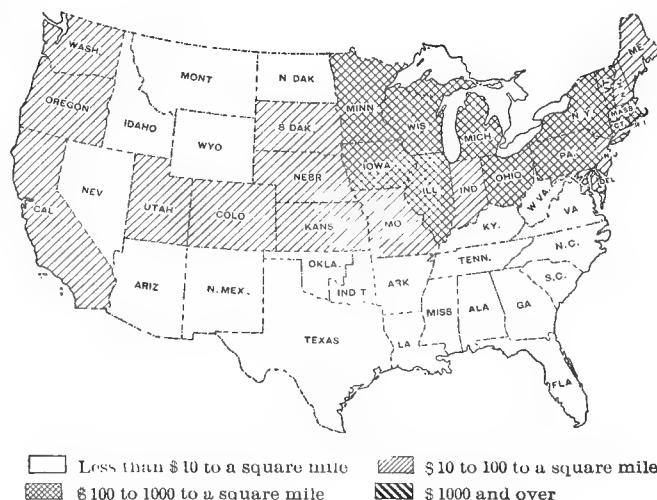 WASH.
MONT
N DAK
MINN
ME.
VT.
N.Y.
MASS
CT.
R I
OREGON
IDAHO
WYO
S DAK
WIS
MICH
PA.
N J
IOWA
NEBR
NEV
UTAH
COLO
ILL
IND
OHIO
DEL
W VA.
VA
CAL
KANS
MO
KY.
N.C.
TENN.
OKLA.
ARIZ
N. MEX.
IND T
ARK
S.C.
MISS
ALA
GA
TEXAS
LA
FLA
Less than $10 to a square mile
$10 to 100 to a square mile
$100 to 1000 to a square mile
$1000 and over